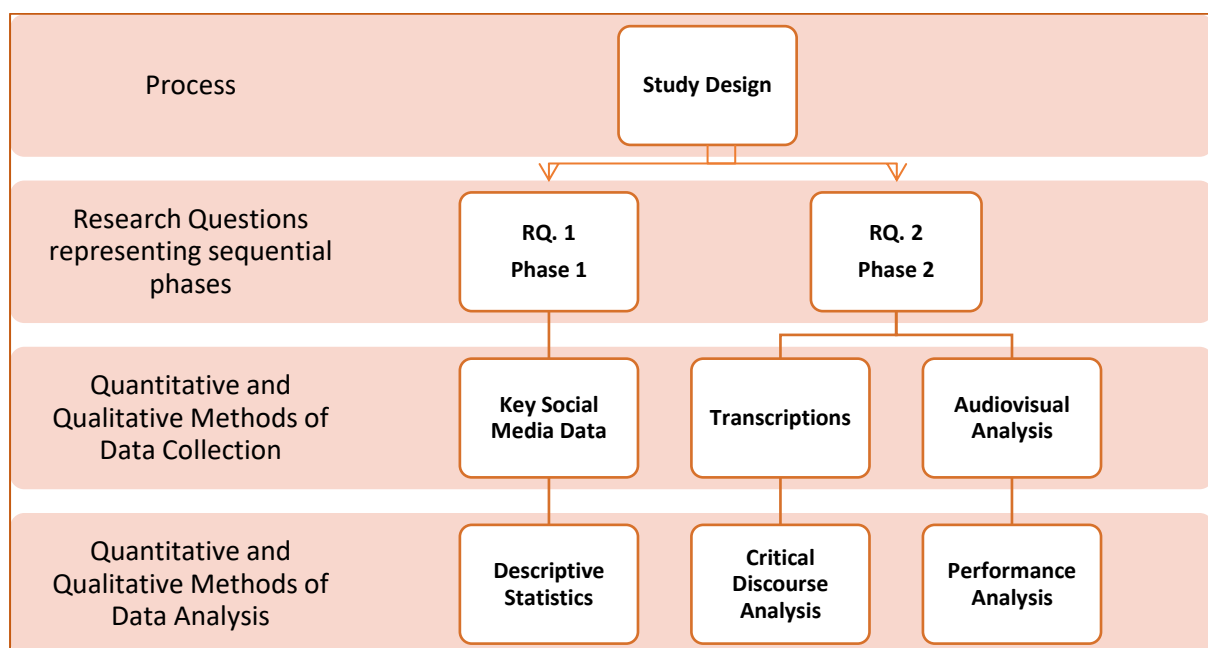 Process
Study Design
Research Questions
representing sequential
phases
RQ. 1
Phase 1
RQ. 2
Phase 2
Quantitative and
Qualitative Methods of
Data Collection
Key Social
Media Data
Transcriptions
Audiovisual
Analysis
Quantitative and
Qualitative Methods of
Data Analysis
Descriptive
Statistics
Critical
Discourse
Analysis
Performance
Analysis